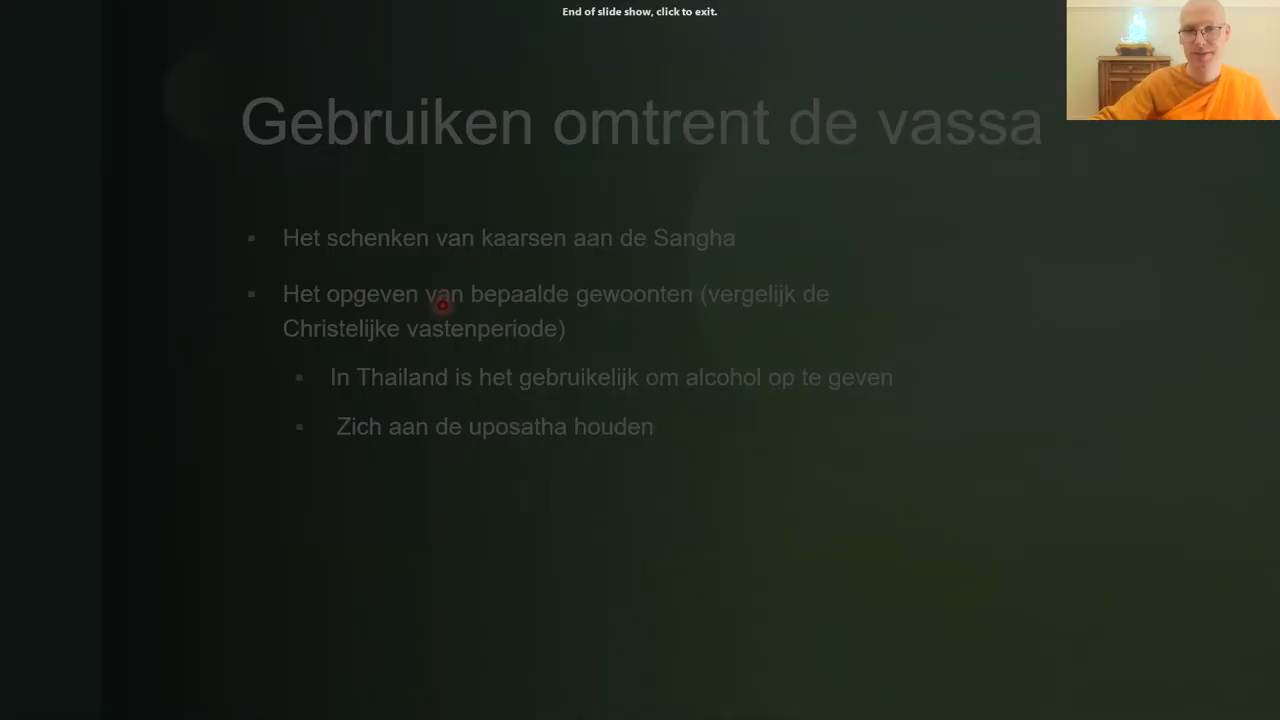 End of slide show, click to exit.
Gebruiken omtrent de vassa
▪ Het schenken van kaarsen aan de Sangha
▪ Het opgeven van bepaalde gewoonten (vergelijk de
Christelijke vastenperiode)
▪ In Thailand is het gebruikelijk om alcohol op te geven
▪ Zich aan de uposatha houden